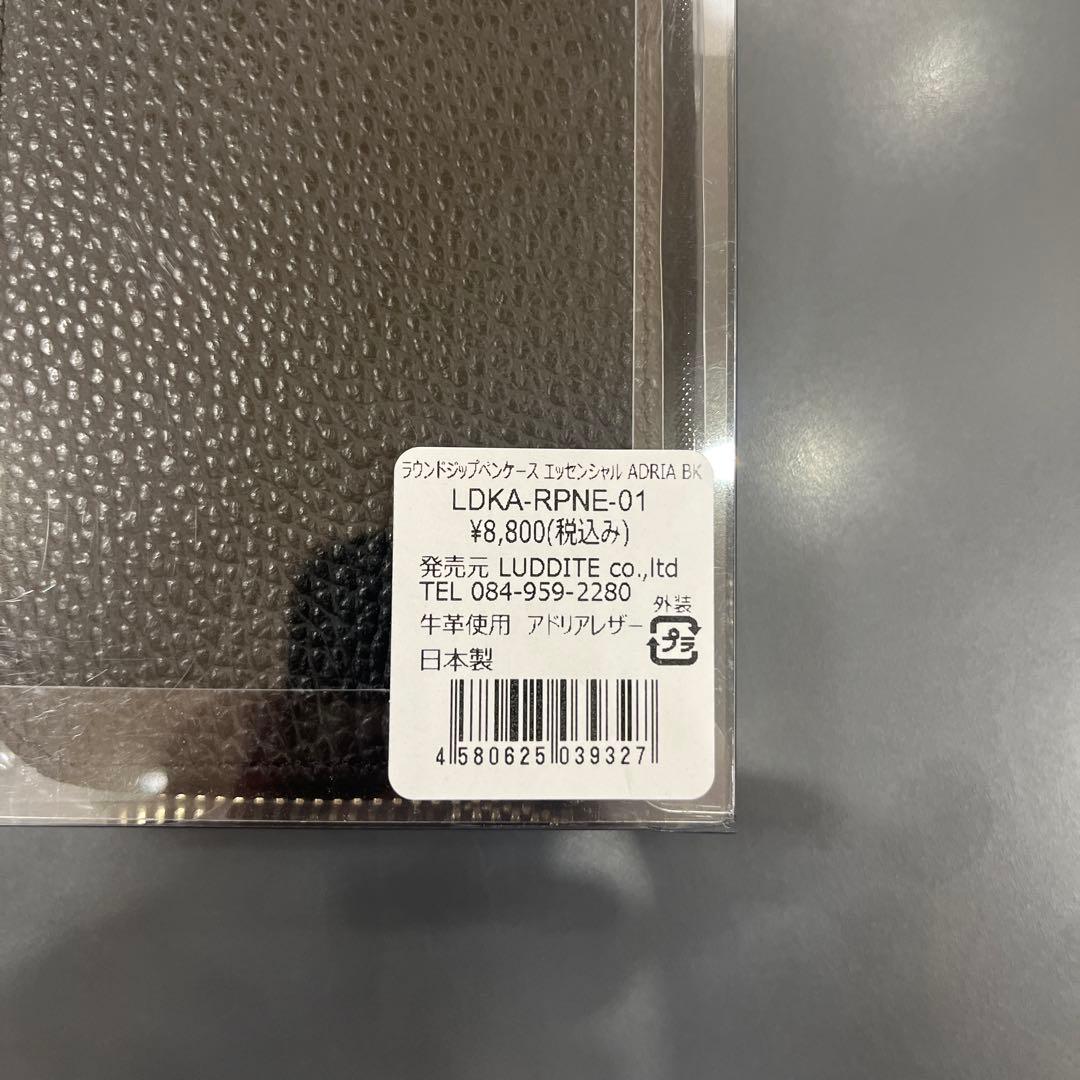 ラウンドジップペンケース エッセンシャル ADRIA BK
LDKA-RPNE-01
¥8,800(税込み)
発売元 LUDDITE co.,ltd
TEL 084-959-2280
外装
牛革使用 アドリアレザー
プラ
日本製
4580625039327